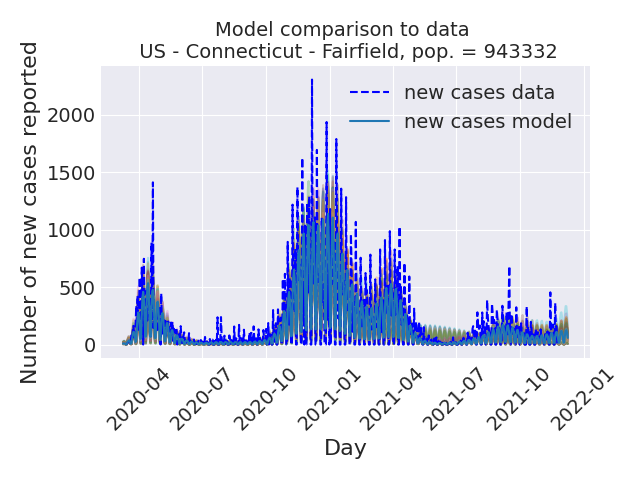 Model comparison to data
US - Connecticut - Fairfield, pop. = 943332
Number of new cases reported
2000
1500
1000
500
0
new cases data
new cases model
2020-04
2020-07
2020-10
2021-01
2021-04
2021-07
2021-10
2022-01
Day